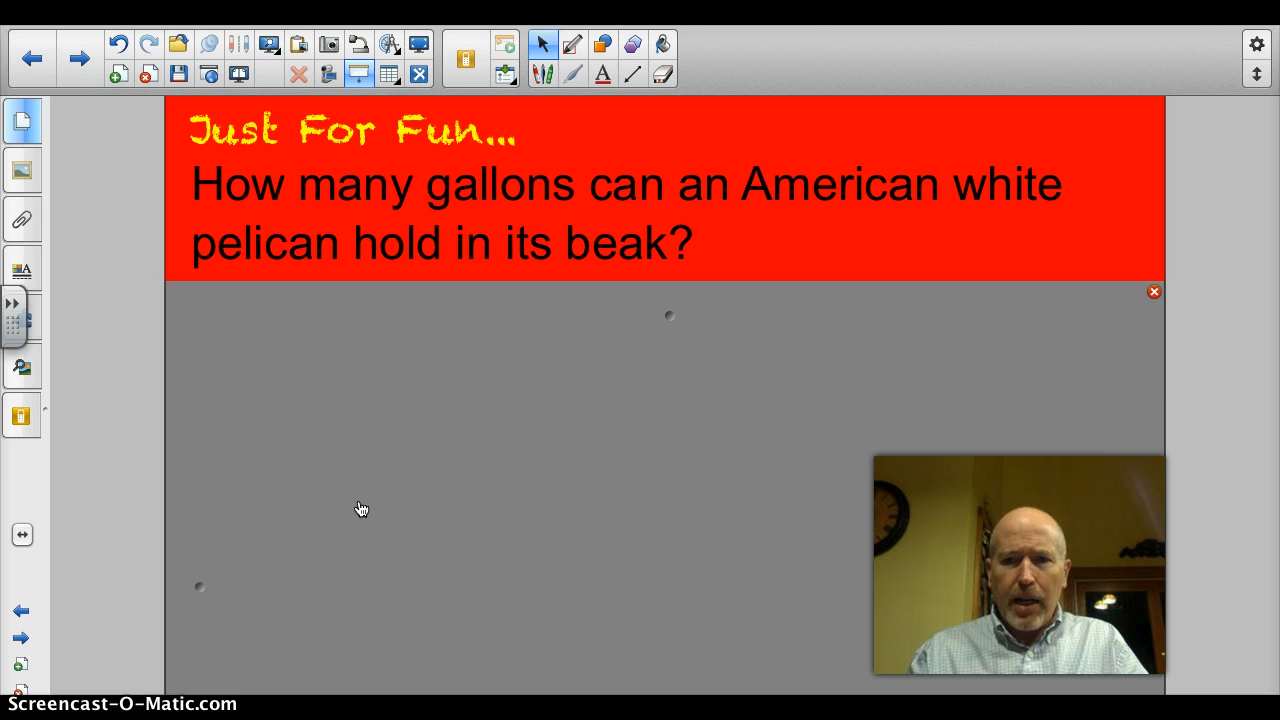 Just For Fun...
How many gallons can an American white
pelican hold in its beak?
Screencast-O-Matic.com